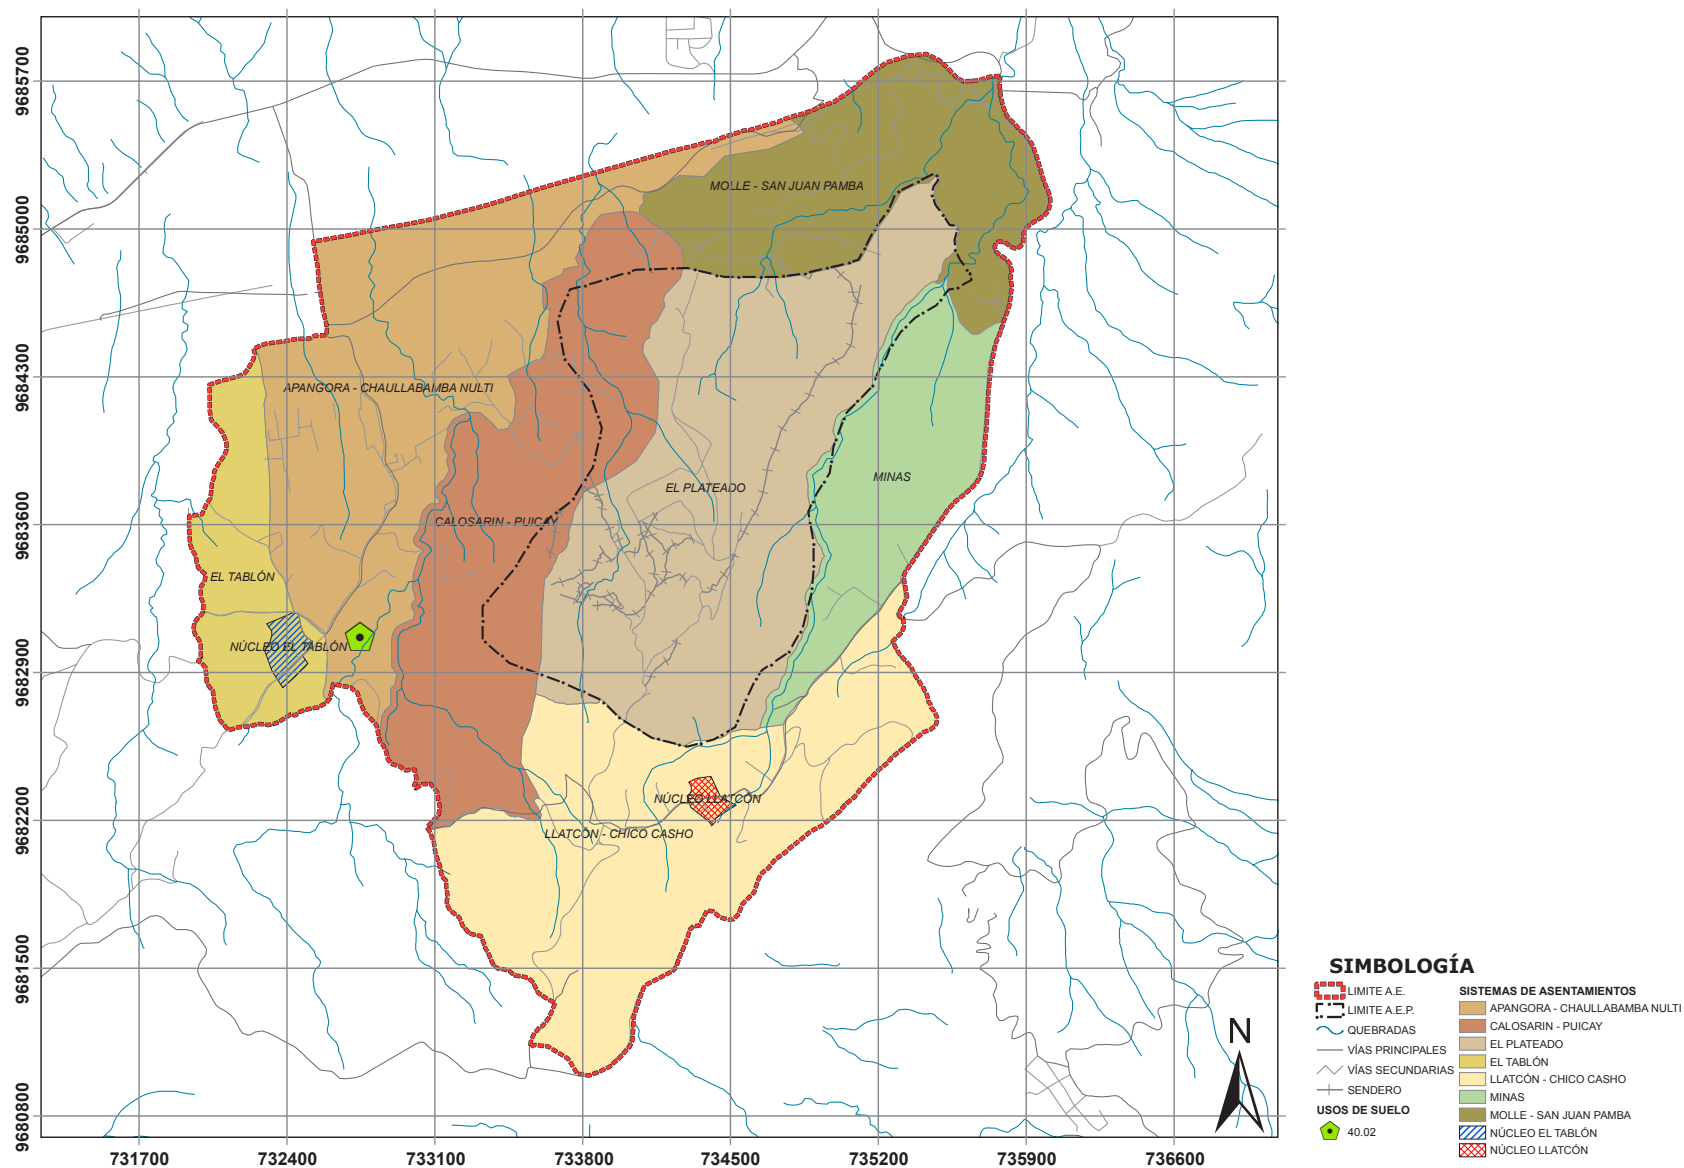 9685700
9685000
9684300
9683600
9682900
9682200
9681500
9680800
MOLLE - SAN JUAN PAMBA
APANGORA - CHAULLABAMBA NULTI
MINAS
EL PLATEADO
CALOSARIN - PUICAY
EL TABLÓN
NÚCLEO EL TABLÓN
NÚCLEO LLATCÓN
LLATCÓN - CHICO CASHO
731700 732400 733100 733800 734500 735200 735900 736600
N
SIMBOLOGÍA
LIMITE A.E.
LIMITE A.E.P.
QUEBRADAS
VÍAS PRINCIPALES
VÍAS SECUNDARIAS
SENDERO
USOS DE SUELO
40.02
SISTEMAS DE ASENTAMIENTOS
APANGORA - CHAULLABAMBA NULTI
CALOSARIN - PUICAY
EL PLATEADO
EL TABLÓN
LLATCÓN - CHICO CASHO
MINAS
MOLLE - SAN JUAN PAMBA
NÚCLEO EL TABLÓN
NÚCLEO LLATCÓN